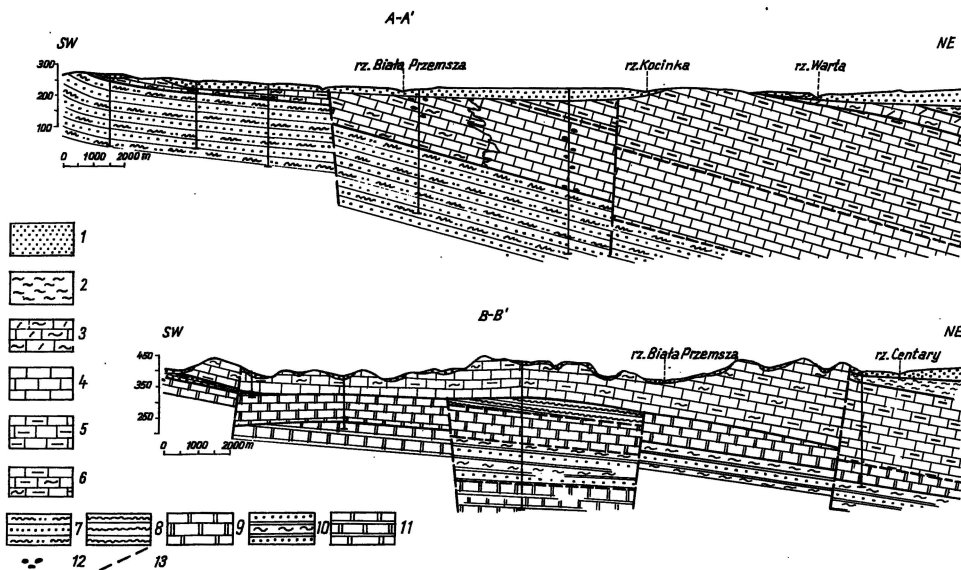 A-A'
SW
NE
rz. Biała Przemsza
rz. Kocinka
rz. Warta
300
200
100
0 1000 2000 m
1
2
3
4
5
6
7
8
9
10
11
12
13
B-B'
SW
NE
rz. Biała Przemsza
rz. Centary
450
350
250
0 1000 2000 m